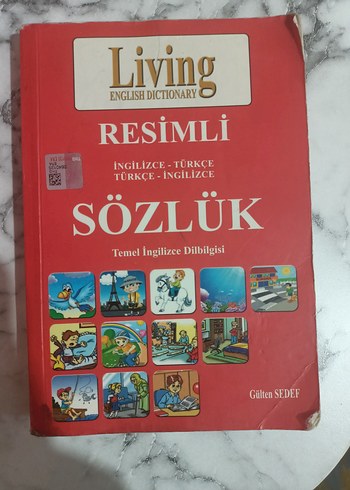 Living
ENGLISH DICTIONARY
RESİMLİ
İNGİLİZCE - TÜRKÇE
TÜRKÇE - İNGİLİZCE
SÖZLÜK
Temel İngilizce Dilbilgisi
Gülten SEDEF